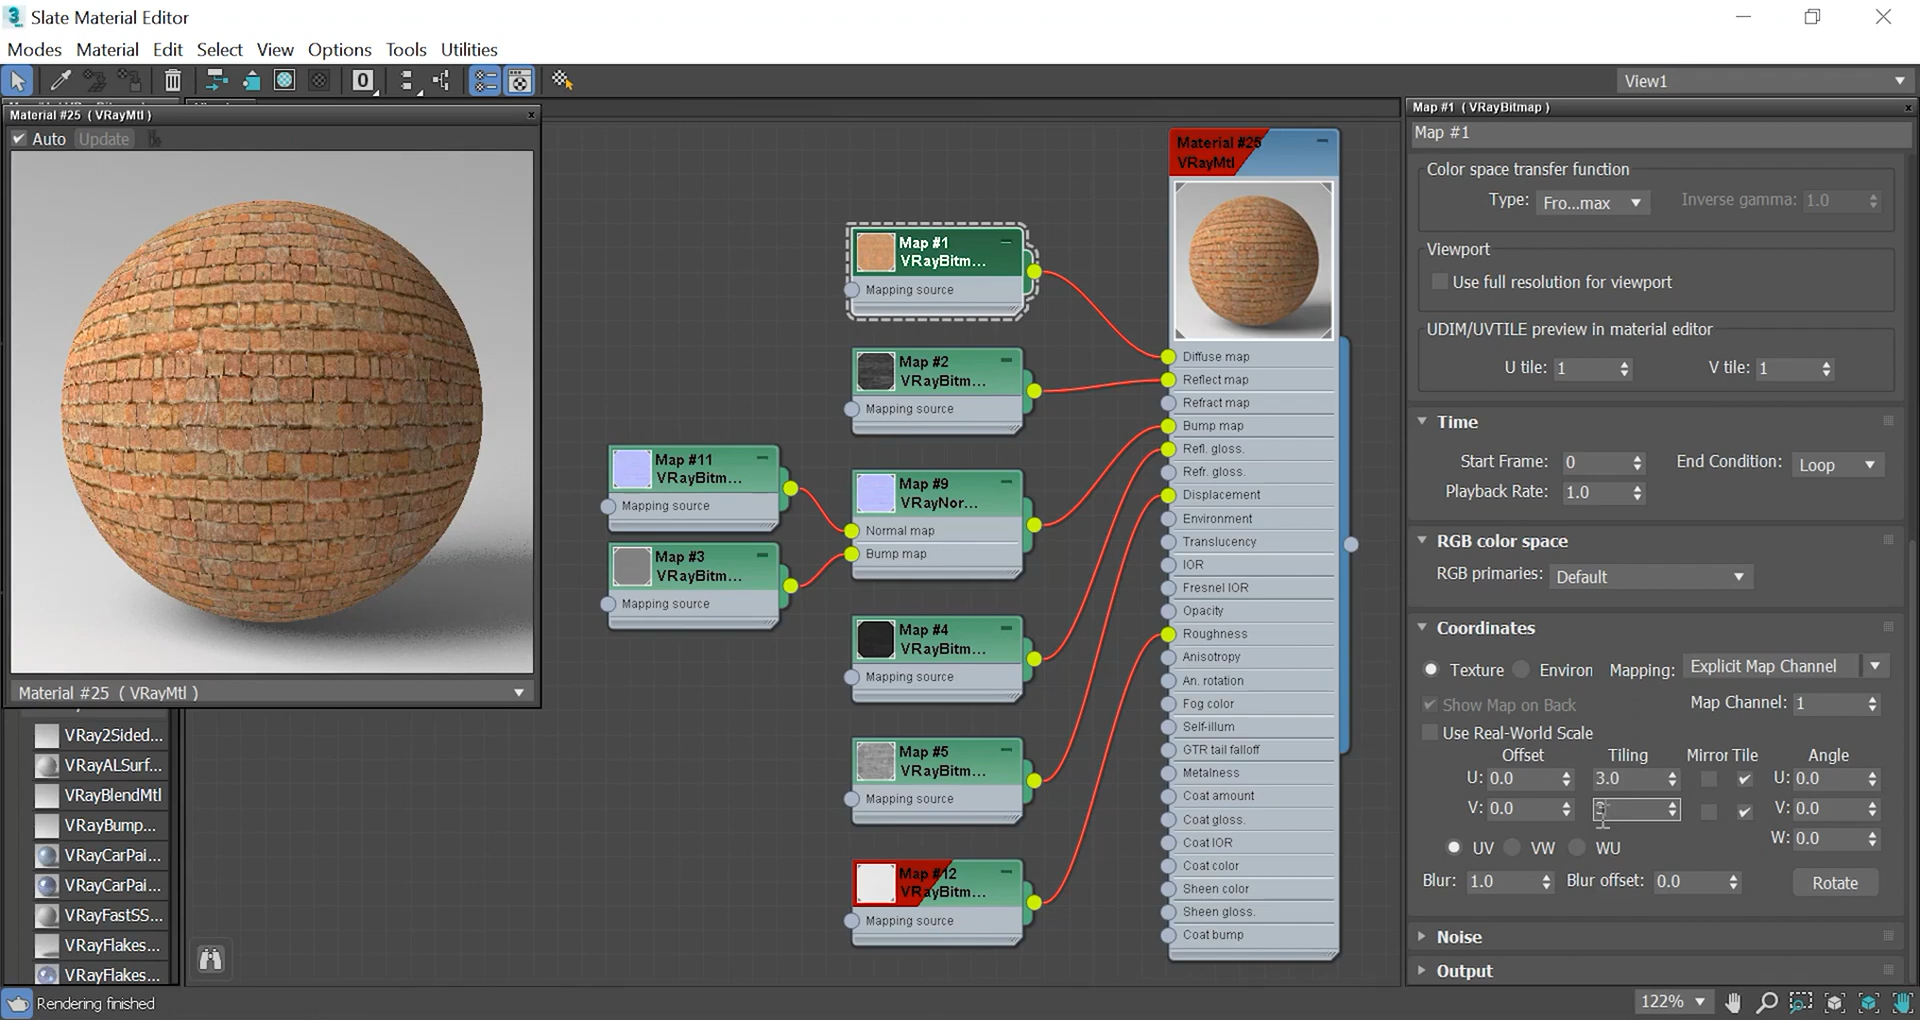 Slate Material Editor
Modes Material Edit Select View Options Tools Utilities
View1
Material #25 ( VRayMtl )
Auto Update
Material #25 ( VRayMtl )
VRay2Sided...
VRayALSurf...
VRayBlendMtl
VRayBump...
VRayCarPai...
VRayCarPai...
VRayFastSS...
VRayFlakes...
VRayFlakes...
Rendering finished
Map #11
VRayBitm...
Mapping source
Map #3
VRayBitm...
Mapping source
Map #1
VRayBitm...
Mapping source
Map #2
VRayBitm...
Mapping source
Map #9
VRayNor...
Normal map
Bump map
Map #4
VRayBitm...
Mapping source
Map #5
VRayBitm...
Mapping source
Map #12
VRayBitm...
Mapping source
Material #25
VRayMtl
Diffuse map
Reflect map
Refract map
Bump map
Refl. gloss.
Refr. gloss.
Displacement
Environment
Translucency
IOR
Fresnel IOR
Opacity
Roughness
Anisotropy
An. rotation
Fog color
Self-illum
GTR tail falloff
Metalness
Coat amount
Coat gloss.
Coat IOR
Coat color
Sheen color
Sheen gloss.
Coat bump
Map #1 ( VRayBitmap )
Map #1
Color space transfer function
Type: Fro...max Inverse gamma: 1.0
Viewport
Use full resolution for viewport
UDIM/UVTILE preview in material editor
U tile: 1 V tile: 1
Time
Start Frame: 0 End Condition: Loop
Playback Rate: 1.0
RGB color space
RGB primaries: Default
Coordinates
Texture Environ Mapping: Explicit Map Channel
Show Map on Back Map Channel: 1
Use Real-World Scale
Offset Tiling Mirror Tile Angle
U: 0.0 3.0 U: 0.0
V: 0.0 V: 0.0
W: 0.0
UV VW WU
Blur: 1.0 Blur offset: 0.0 Rotate
Noise
Output
122%